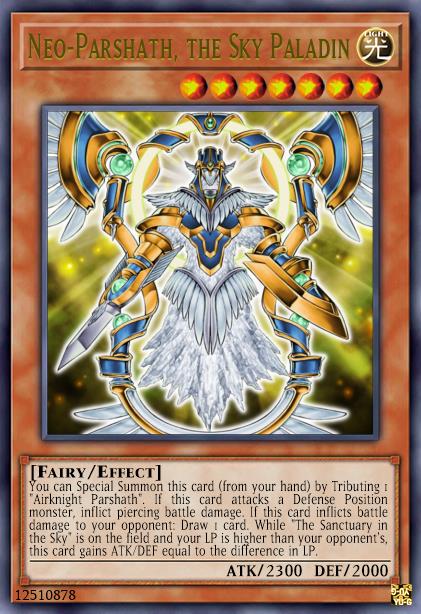 Neo-Parshath, the Sky Paladin
LIGHT
光
[Fairy/Effect]
You can Special Summon this card (from your hand) by Tributing 1
"Airknight Parshath". If this card attacks a Defense Position
monster, inflict piercing battle damage. If this card inflicts battle
damage to your opponent: Draw 1 card. While "The Sanctuary in
the Sky" is on the field and your LP is higher than your opponent's,
this card gains ATK/DEF equal to the difference in LP.
ATK/2300 DEF/2000
12510878